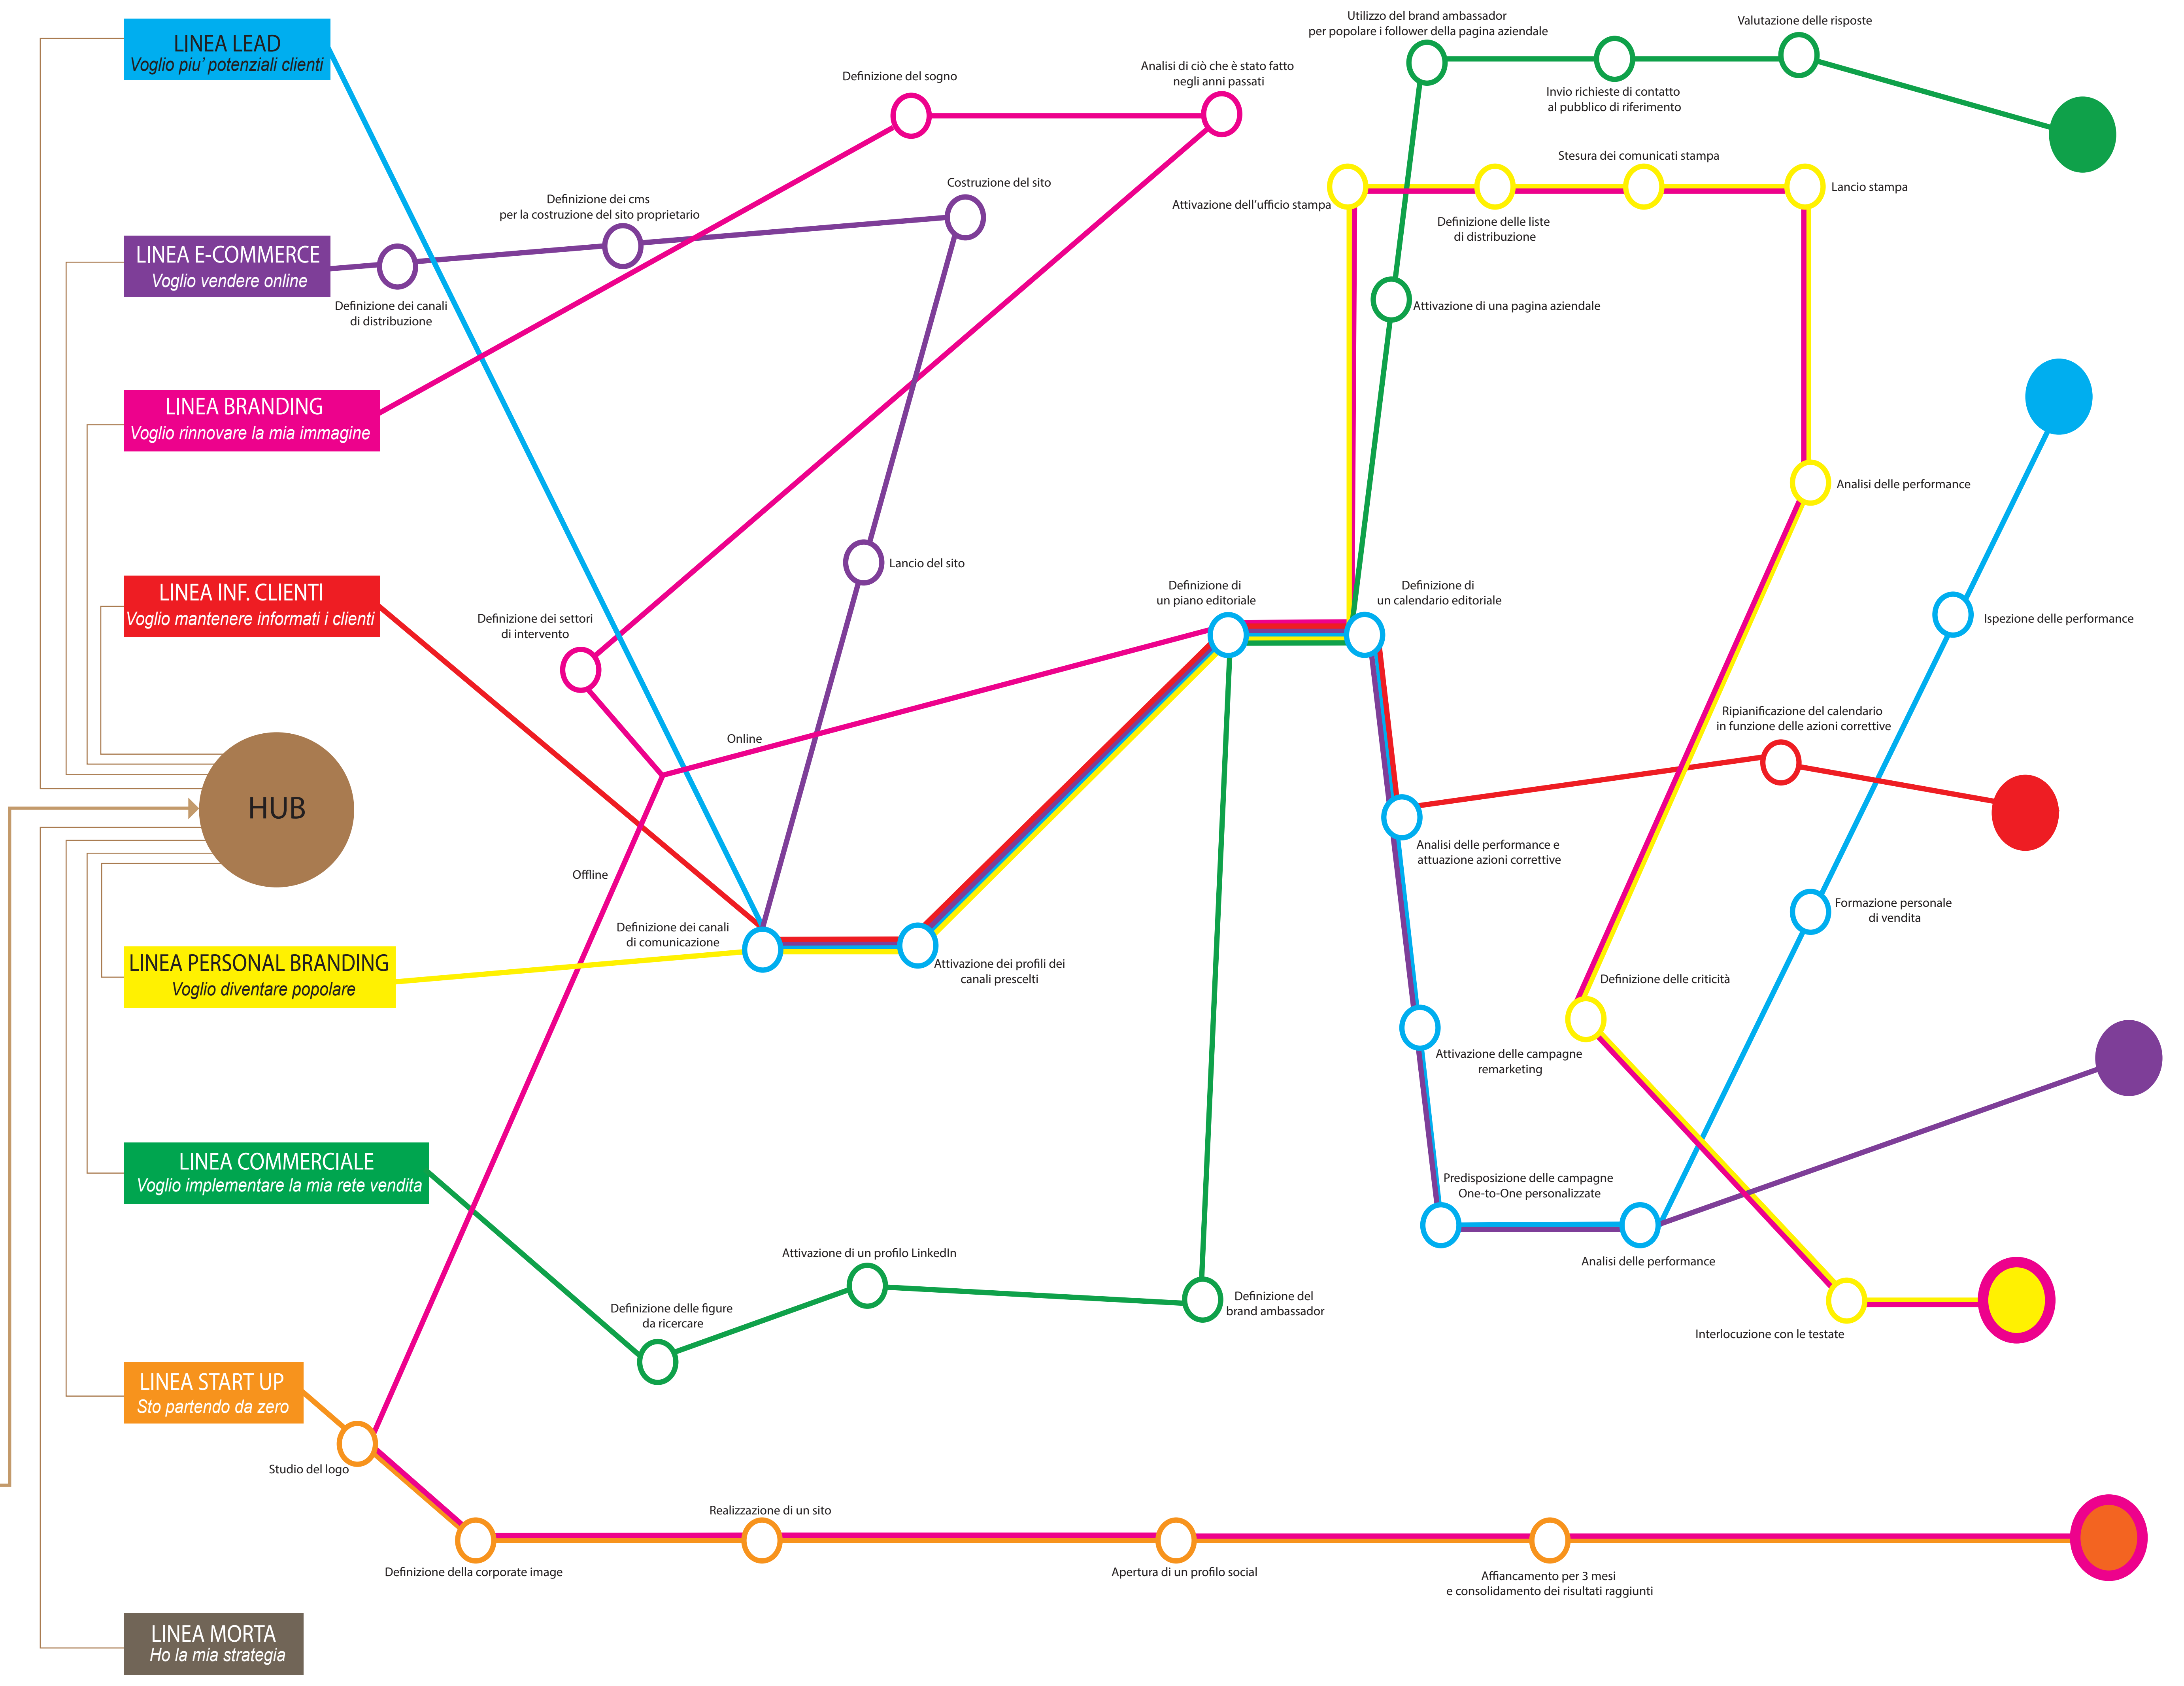 LINEA LEAD
Voglio piu' potenziali clienti
LINEA E-COMMERCE
Voglio vendere online
LINEA BRANDING
Voglio rinnovare la mia immagine
LINEA INF. CLIENTI
Voglio mantenere informati i clienti
HUB
LINEA PERSONAL BRANDING
Voglio diventare popolare
LINEA COMMERCIALE
Voglio implementare la mia rete vendita
LINEA START UP
Sto partendo da zero
LINEA MORTA
Ho la mia strategia
Definizione dei canali
di distribuzione
Definizione dei cms
per la costruzione del sito proprietario
Costruzione del sito
Lancio del sito
Definizione del sogno
Analisi di ciò che è stato fatto
negli anni passati
Definizione dei settori
di intervento
Online
Offline
Definizione dei canali
di comunicazione
Attivazione dei profili dei
canali prescelti
Definizione di
un piano editoriale
Definizione di
un calendario editoriale
Utilizzo del brand ambassador
per popolare i follower della pagina aziendale
Invio richieste di contatto
al pubblico di riferimento
Valutazione delle risposte
Attivazione dell'ufficio stampa
Definizione delle liste
di distribuzione
Stesura dei comunicati stampa
Lancio stampa
Attivazione di una pagina aziendale
Analisi delle performance
Ispezione delle performance
Ripianificazione del calendario
in funzione delle azioni correttive
Analisi delle performance e
attuazione azioni correttive
Formazione personale
di vendita
Definizione delle criticità
Attivazione delle campagne
remarketing
Predisposizione delle campagne
One-to-One personalizzate
Analisi delle performance
Interlocuzione con le testate
Definizione delle figure
da ricercare
Attivazione di un profilo LinkedIn
Definizione del
brand ambassador
Studio del logo
Definizione della corporate image
Realizzazione di un sito
Apertura di un profilo social
Affiancamento per 3 mesi
e consolidamento dei risultati raggiunti